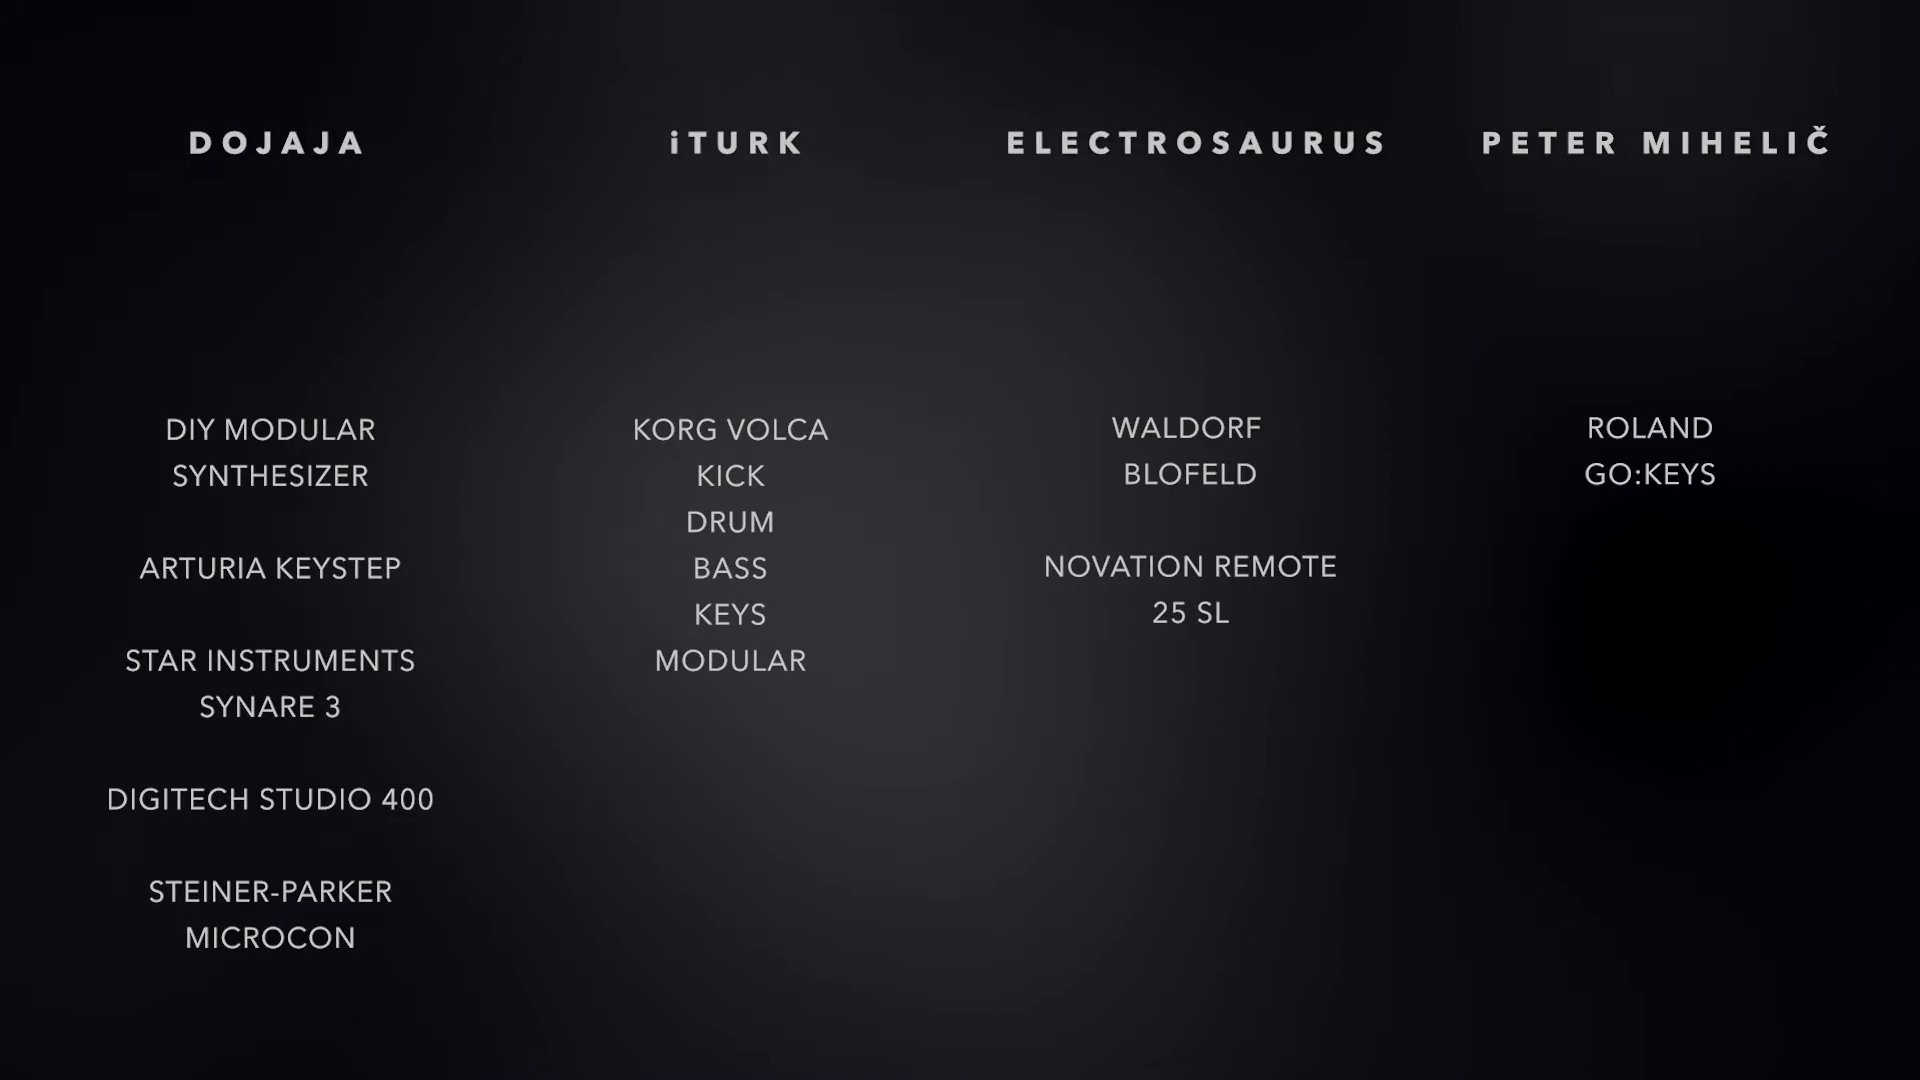 DOJAJA
iTURK
ELECTROSAURUS
PETER MIHELIČ
DIY MODULAR
SYNTHESIZER
ARTURIA KEYSTEP
STAR INSTRUMENTS
SYNARE 3
DIGITECH STUDIO 400
STEINER-PARKER
MICROCON
KORG VOLCA
KICK
DRUM
BASS
KEYS
MODULAR
WALDORF
BLOFELD
NOVATION REMOTE
25 SL
ROLAND
GO:KEYS